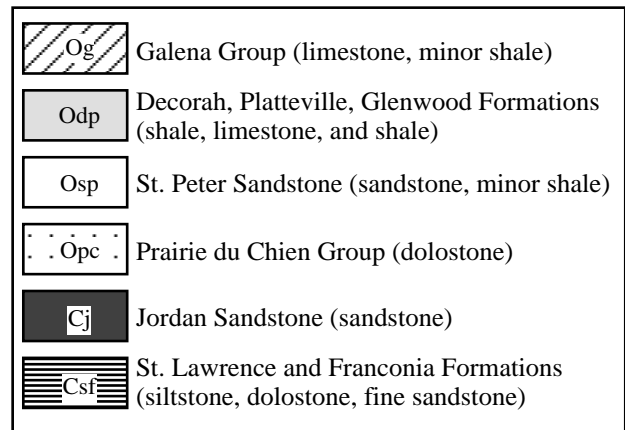 Og Galena Group (limestone, minor shale)
Odp Decorah, Platteville, Glenwood Formations
(shale, limestone, and shale)
Osp St. Peter Sandstone (sandstone, minor shale)
Opc Prairie du Chien Group (dolostone)
Cj Jordan Sandstone (sandstone)
Csf St. Lawrence and Franconia Formations
(siltstone, dolostone, fine sandstone)